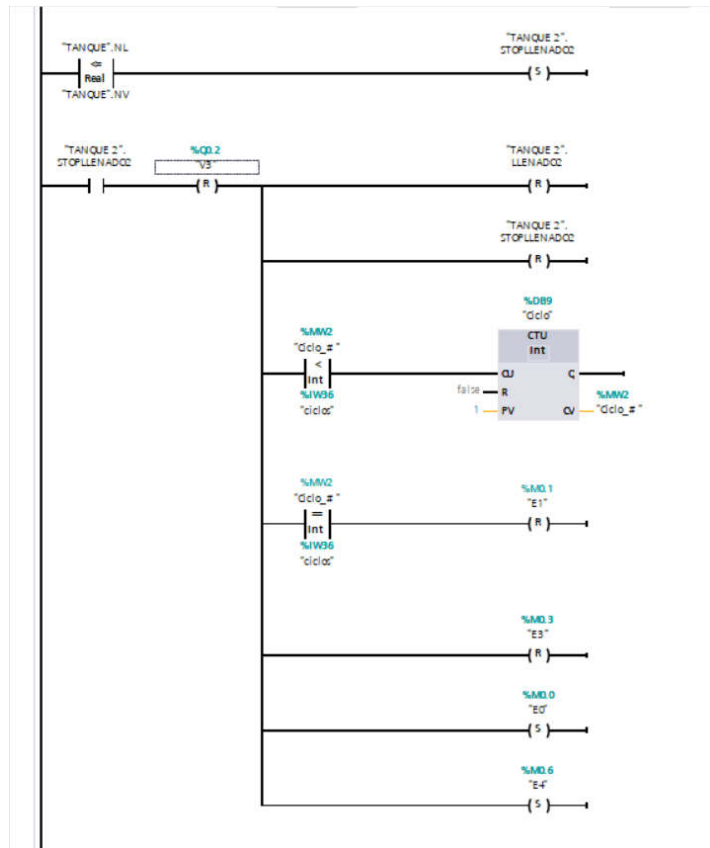 "TANQUE".NL
<=
Real
"TANQUE".NV
"TANQUE 2".
STOPLLENADO2
S
"TANQUE 2".
STOPLLENADO2
%Q0.2
"V3"
R
"TANQUE 2".
LLENADO2
R
"TANQUE 2".
STOPLLENADO2
R
%MW2
"Ciclo_#"
<
Int
%IW36
"ciclos"
%DB9
"Ciclo"
CTU
Int
CU
Q
false
R
1
PV
CV
%MW2
"Ciclo_#"
%MW2
"Ciclo_#"
==
Int
%IW36
"ciclos"
%M0.1
"E1"
R
%M0.3
"E3"
R
%M0.0
"E0"
S
%M0.6
"E4"
S